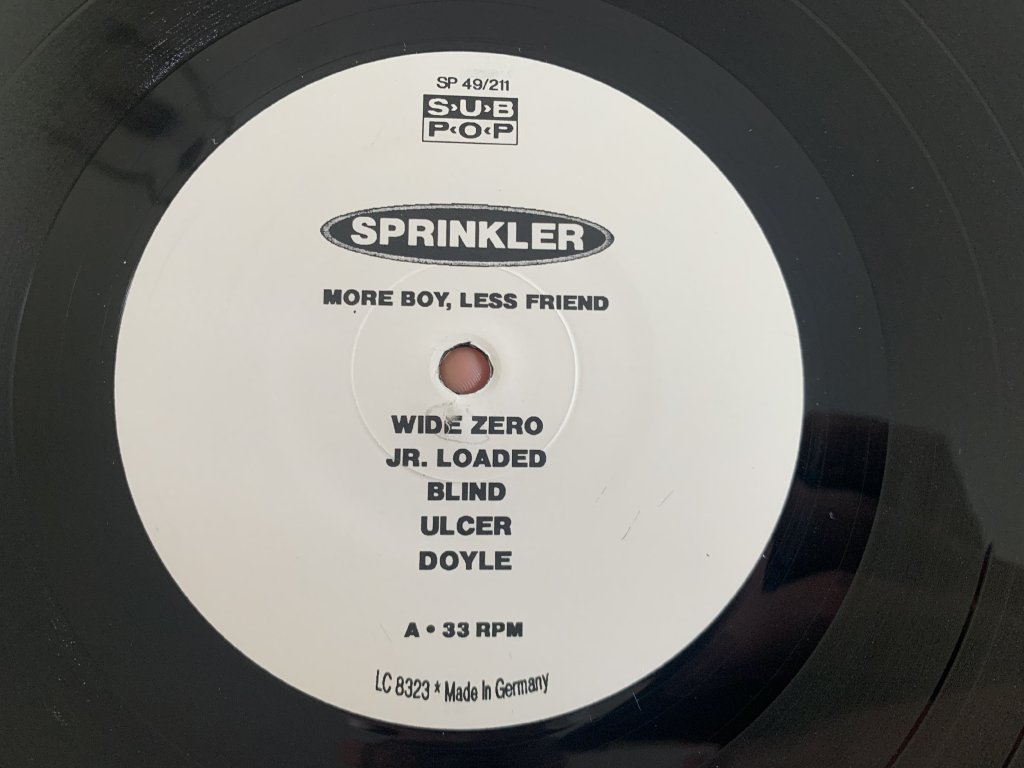 SP 49/211
S›U›B
P‹O‹P
SPRINKLER
MORE BOY, LESS FRIEND
WIDE ZERO
JR. LOADED
BLIND
ULCER
DOYLE
A • 33 RPM
LC 8323 * Made In Germany